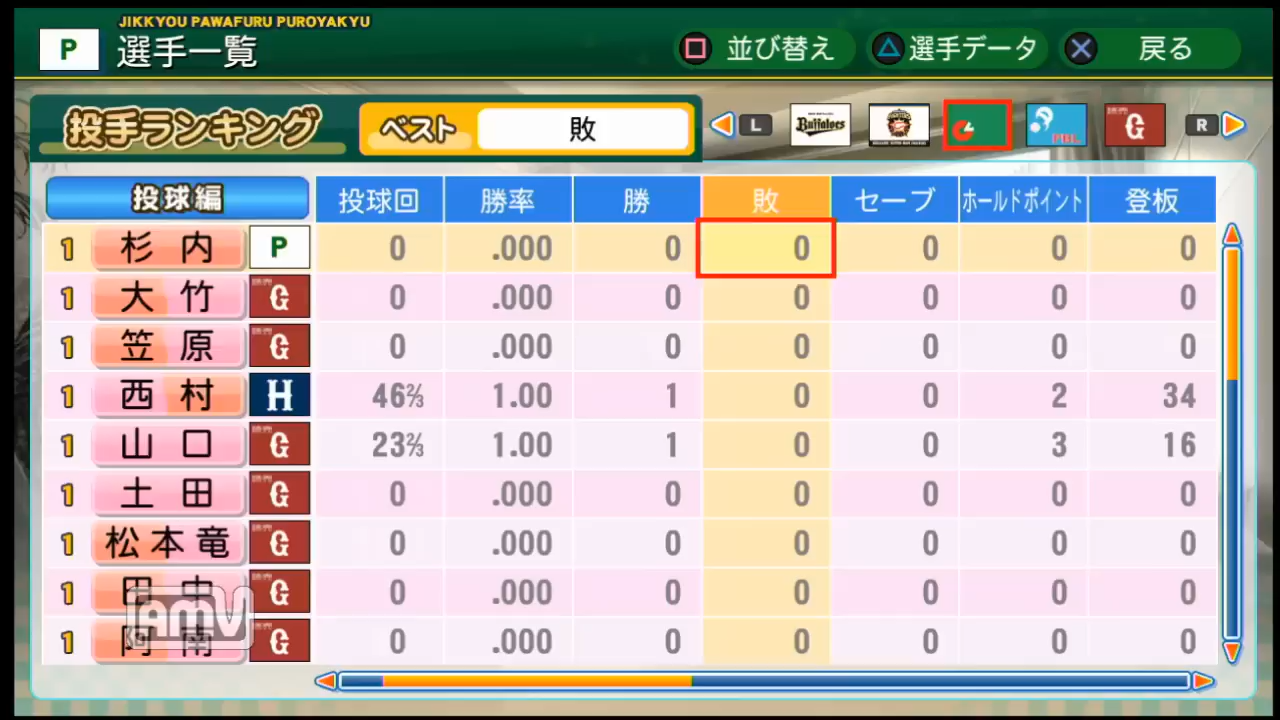 JIKKYOU PAWAFURU PUROYAKYU
P 選手一覧 並び替え 選手データ 戻る
投手ランキング ベスト 敗 L Buffaloes G R
投球編 投球回 勝率 勝 敗 セーブ ホールドポイント 登板
1 杉内 P 0 .000 0 0 0 0 0
1 大竹 G 0 .000 0 0 0 0 0
1 笠原 G 0 .000 0 0 0 0 0
1 西村 H 46⅔ 1.00 1 0 0 2 34
1 山口 G 23⅔ 1.00 1 0 0 3 16
1 土田 G 0 .000 0 0 0 0 0
1 松本竜 G 0 .000 0 0 0 0 0
1 田中 G 0 .000 0 0 0 0 0
1 阿南 G 0 .000 0 0 0 0 0
AMV